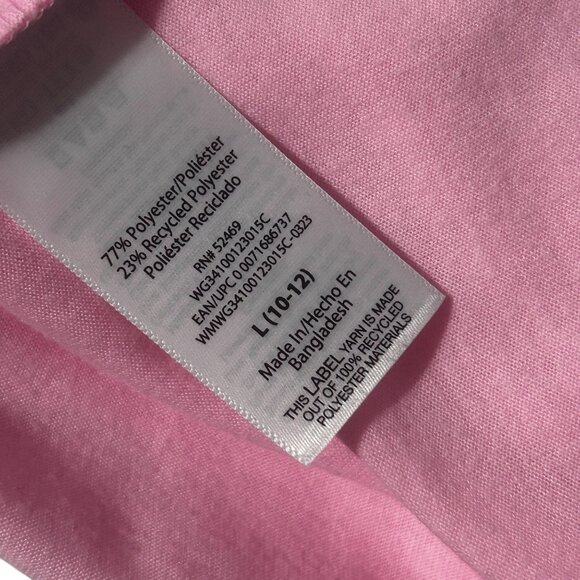 77% Polyester/Poliéster
23% Recycled Polyester
Poliéster Reciclado
RN# 52469
WG34100123015C
EAN/UPC 0 0071686737
WMWG34100123015C-0323
L (10-12)
Made In/Hecho En
Bangladesh
THIS LABEL YARN IS MADE
OUT OF 100% RECYCLED
POLYESTER MATERIALS